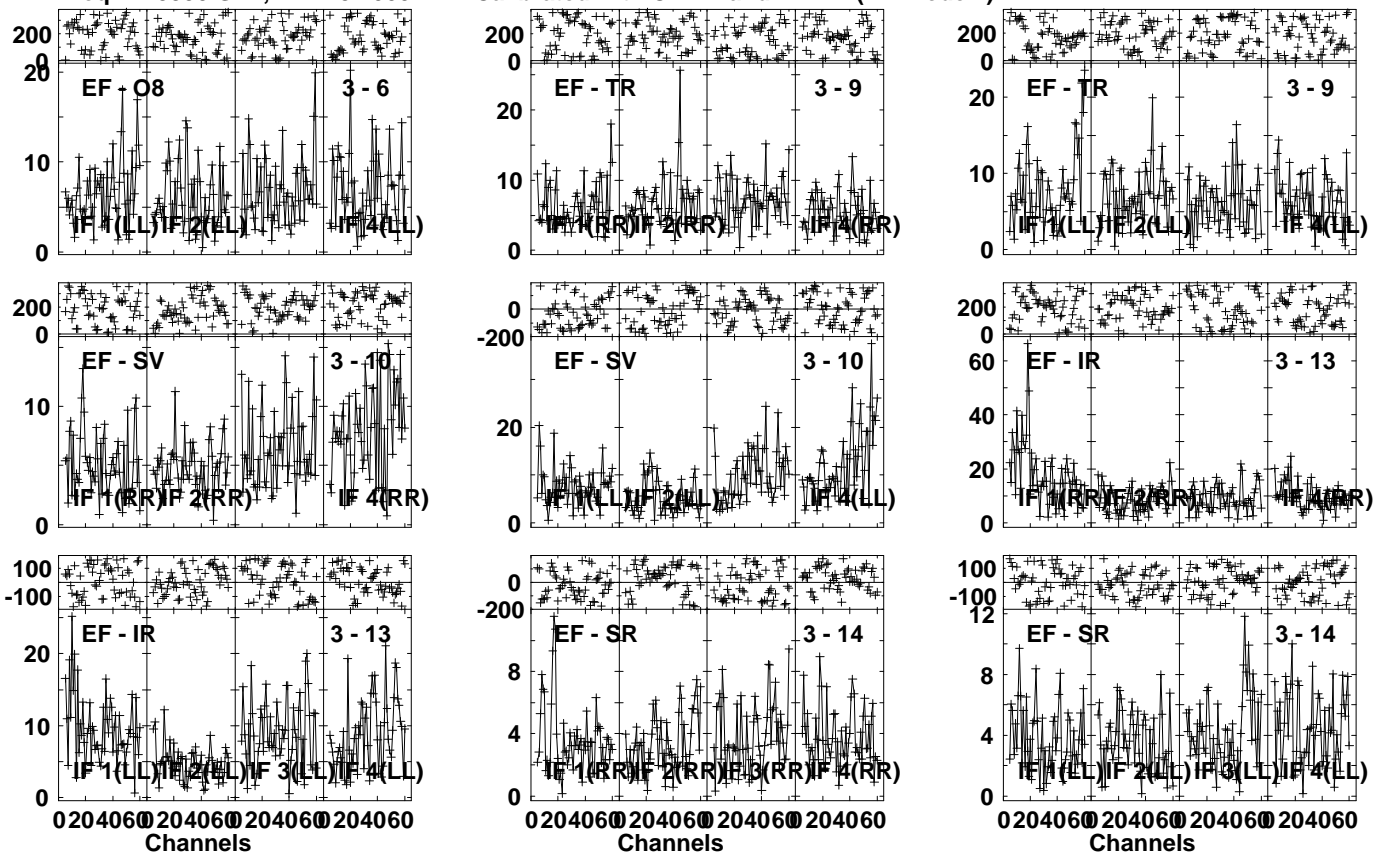 200
0
200
0
200
0
EF - O8 3 - 6
EF - TR 3 - 9
EF - TR 3 - 9
20
10
0
20
10
0
20
10
0
IF 1(LL) IF 2(LL) IF 4(LL)
IF 1(RR) IF 2(RR) IF 4(RR)
IF 1(LL) IF 2(LL) IF 4(LL)
200
0
0
-200
200
0
EF - SV 3 - 10
EF - SV 3 - 10
EF - IR 3 - 13
10
0
20
0
60
40
20
0
IF 1(RR) IF 2(RR) IF 4(RR)
IF 1(LL) IF 2(LL) IF 4(LL)
IF 1(RR) IF 2(RR) IF 4(RR)
100
-100
0
-200
100
-100
EF - IR 3 - 13
EF - SR 3 - 14
EF - SR 3 - 14
20
10
0
8
4
0
12
8
4
0
IF 1(LL) IF 2(LL) IF 3(LL) IF 4(LL)
IF 1(RR) IF 2(RR) IF 3(RR) IF 4(RR)
IF 1(LL) IF 2(LL) IF 3(LL) IF 4(LL)
0 20 40 60 0 20 40 60 0 20 40 60 0 20 40 60
0 20 40 60 0 20 40 60 0 20 40 60 0 20 40 60
0 20 40 60 0 20 40 60 0 20 40 60 0 20 40 60
Channels
Channels
Channels